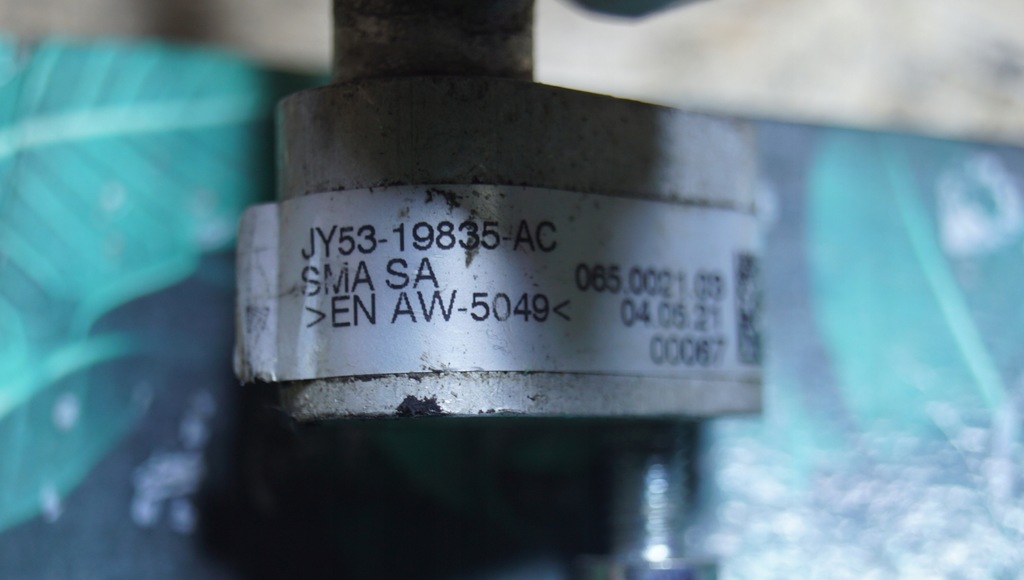 JY53-19835-AC
SMA SA
>EN AW-5049<
065.0021.03
04.05.21
00067